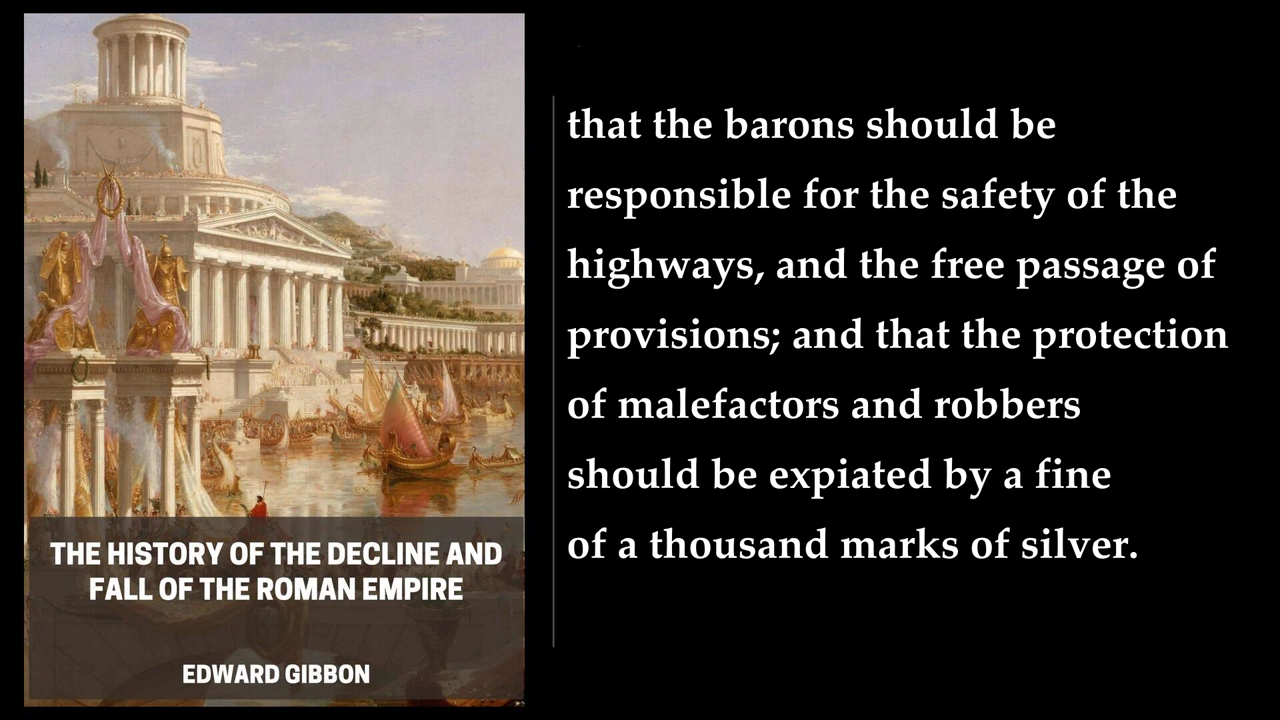 THE HISTORY OF THE DECLINE AND
FALL OF THE ROMAN EMPIRE
EDWARD GIBBON
that the barons should be
responsible for the safety of the
highways, and the free passage of
provisions; and that the protection
of malefactors and robbers
should be expiated by a fine
of a thousand marks of silver.